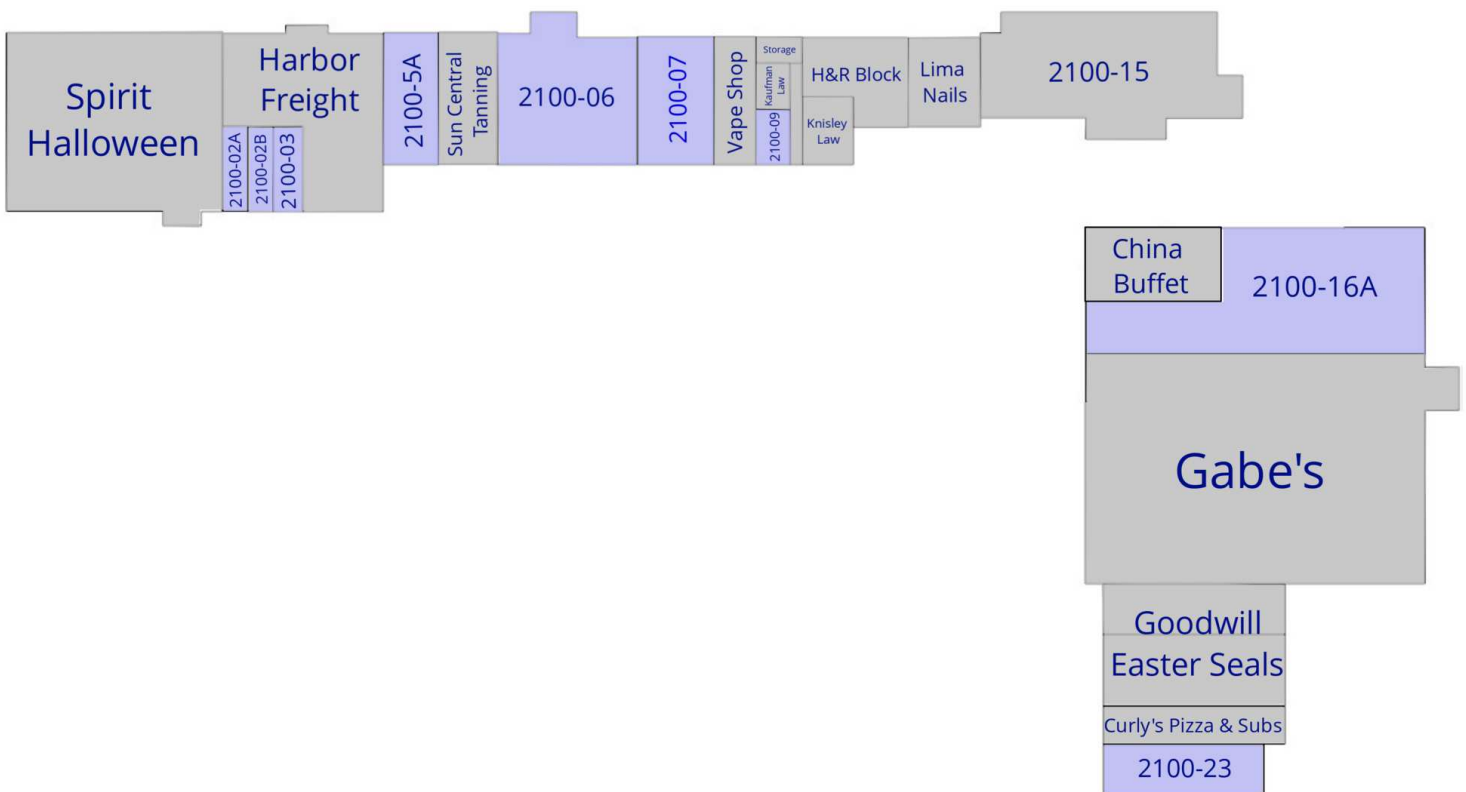 Spirit
Halloween
Harbor
Freight
2100-02A
2100-02B
2100-03
2100-5A
Sun Central
Tanning
2100-06
2100-07
Vape Shop
Storage
Kaufman
Law
2100-09
H&R Block
Knisley
Law
Lima
Nails
2100-15
China
Buffet
2100-16A
Gabe's
Goodwill
Easter Seals
Curly's Pizza & Subs
2100-23